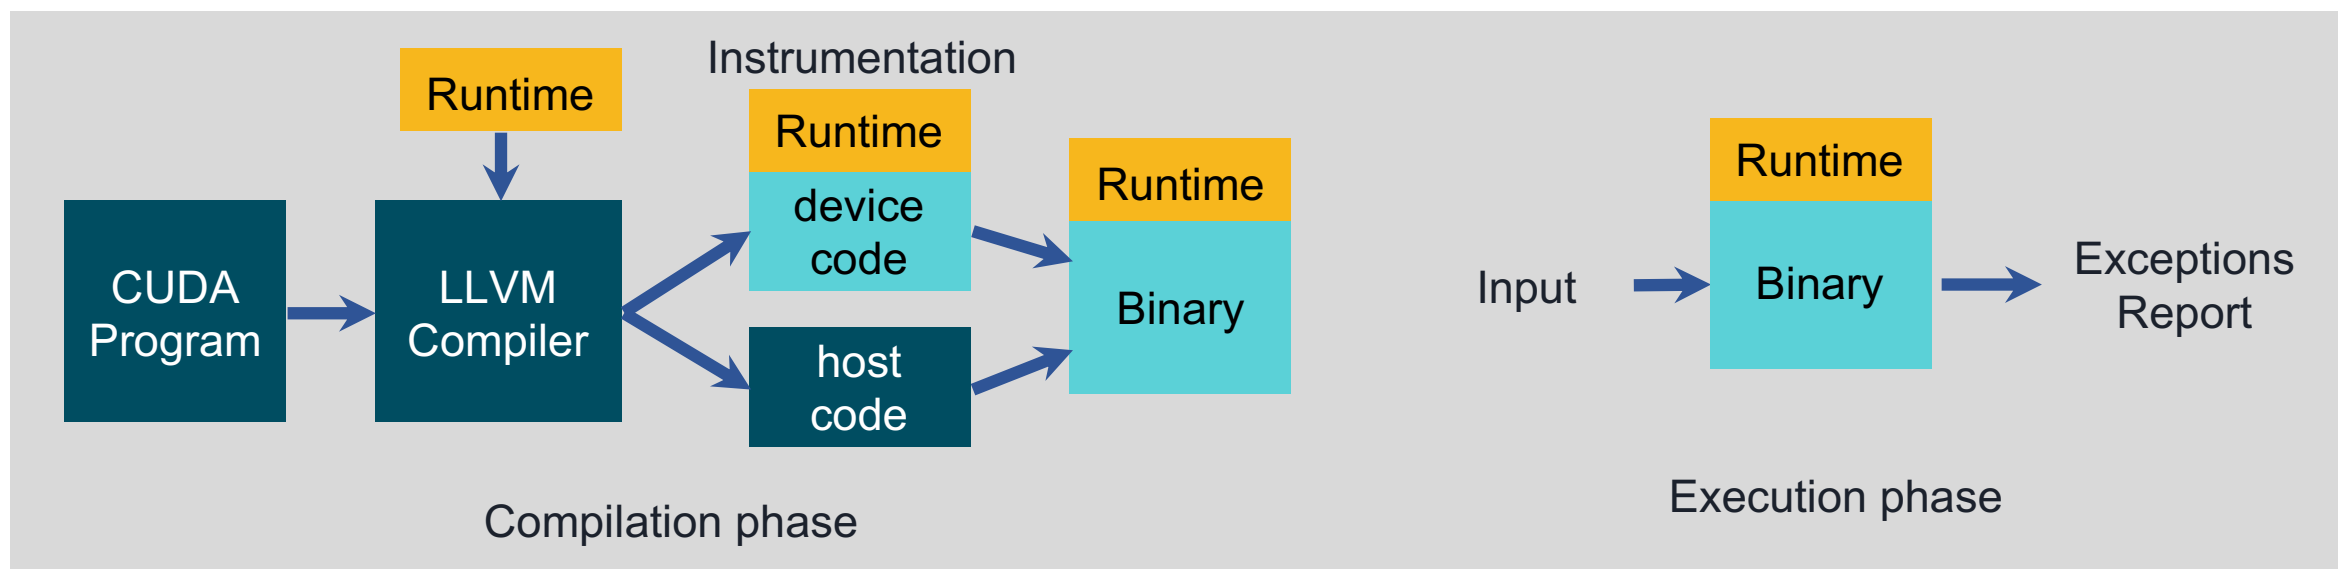 Runtime
CUDA
Program
LLVM
Compiler
Instrumentation
Runtime
device
code
host
code
Runtime
Binary
Compilation phase
Input
Runtime
Binary
Exceptions
Report
Execution phase